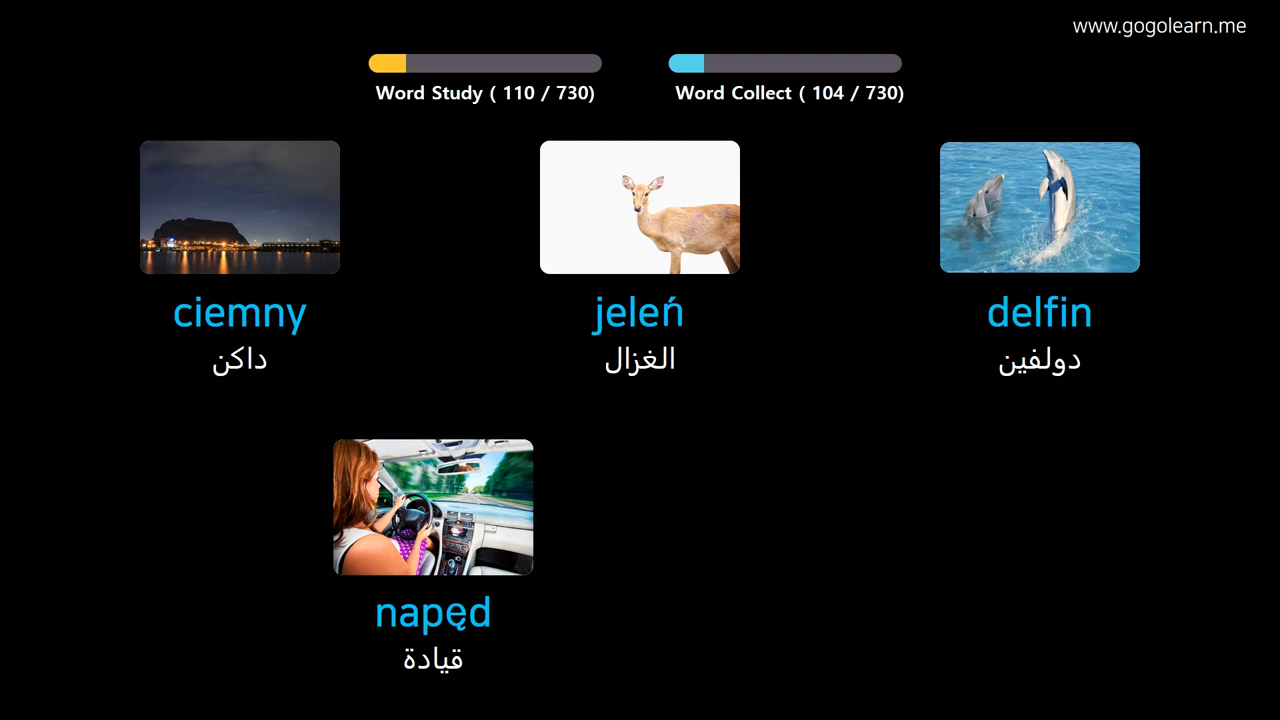 www.gogolearn.me
Word Study ( 110 / 730)
Word Collect ( 104 / 730)
ciemny
داكن
jeleń
الغزال
delfin
دولفين
napęd
قيادة